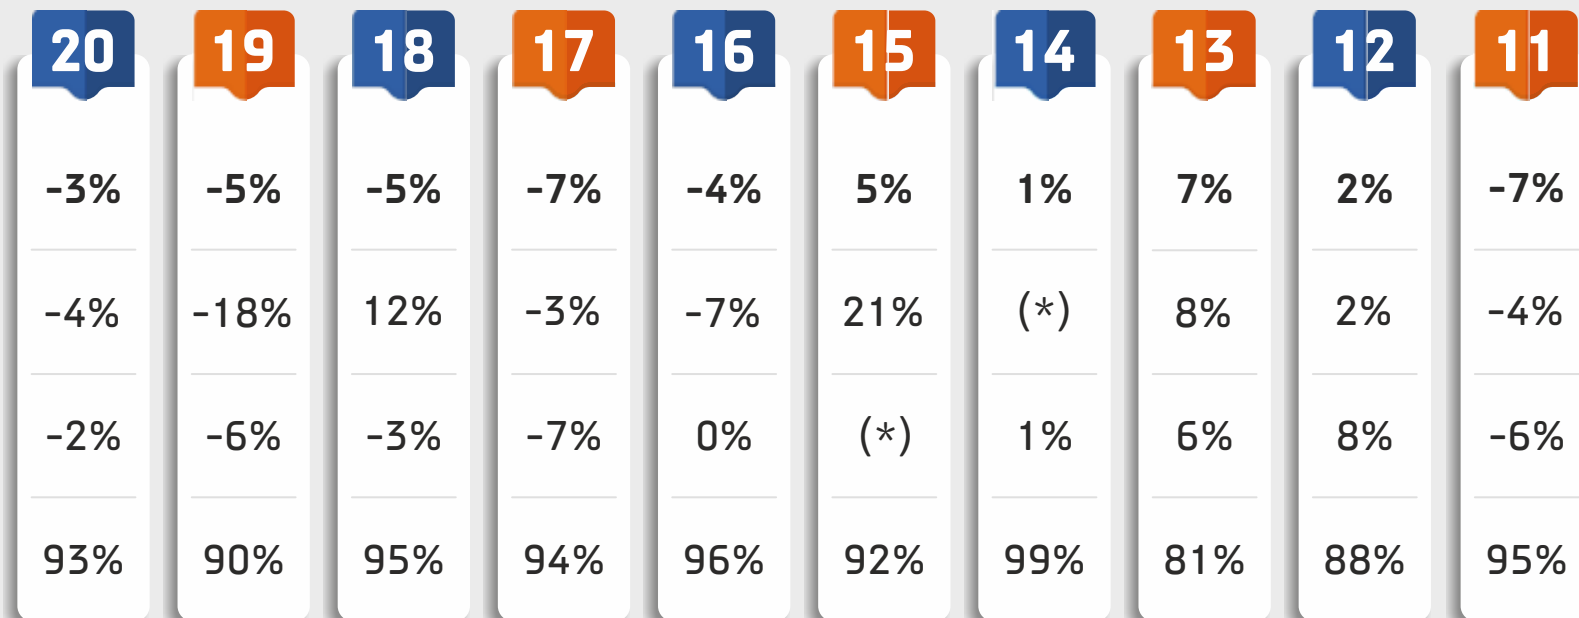 20 19 18 17 16 15 14 13 12 11
-3% -5% -5% -7% -4% 5% 1% 7% 2% -7%
-4% -18% 12% -3% -7% 21% (*) 8% 2% -4%
-2% -6% -3% -7% 0% (*) 1% 6% 8% -6%
93% 90% 95% 94% 96% 92% 99% 81% 88% 95%